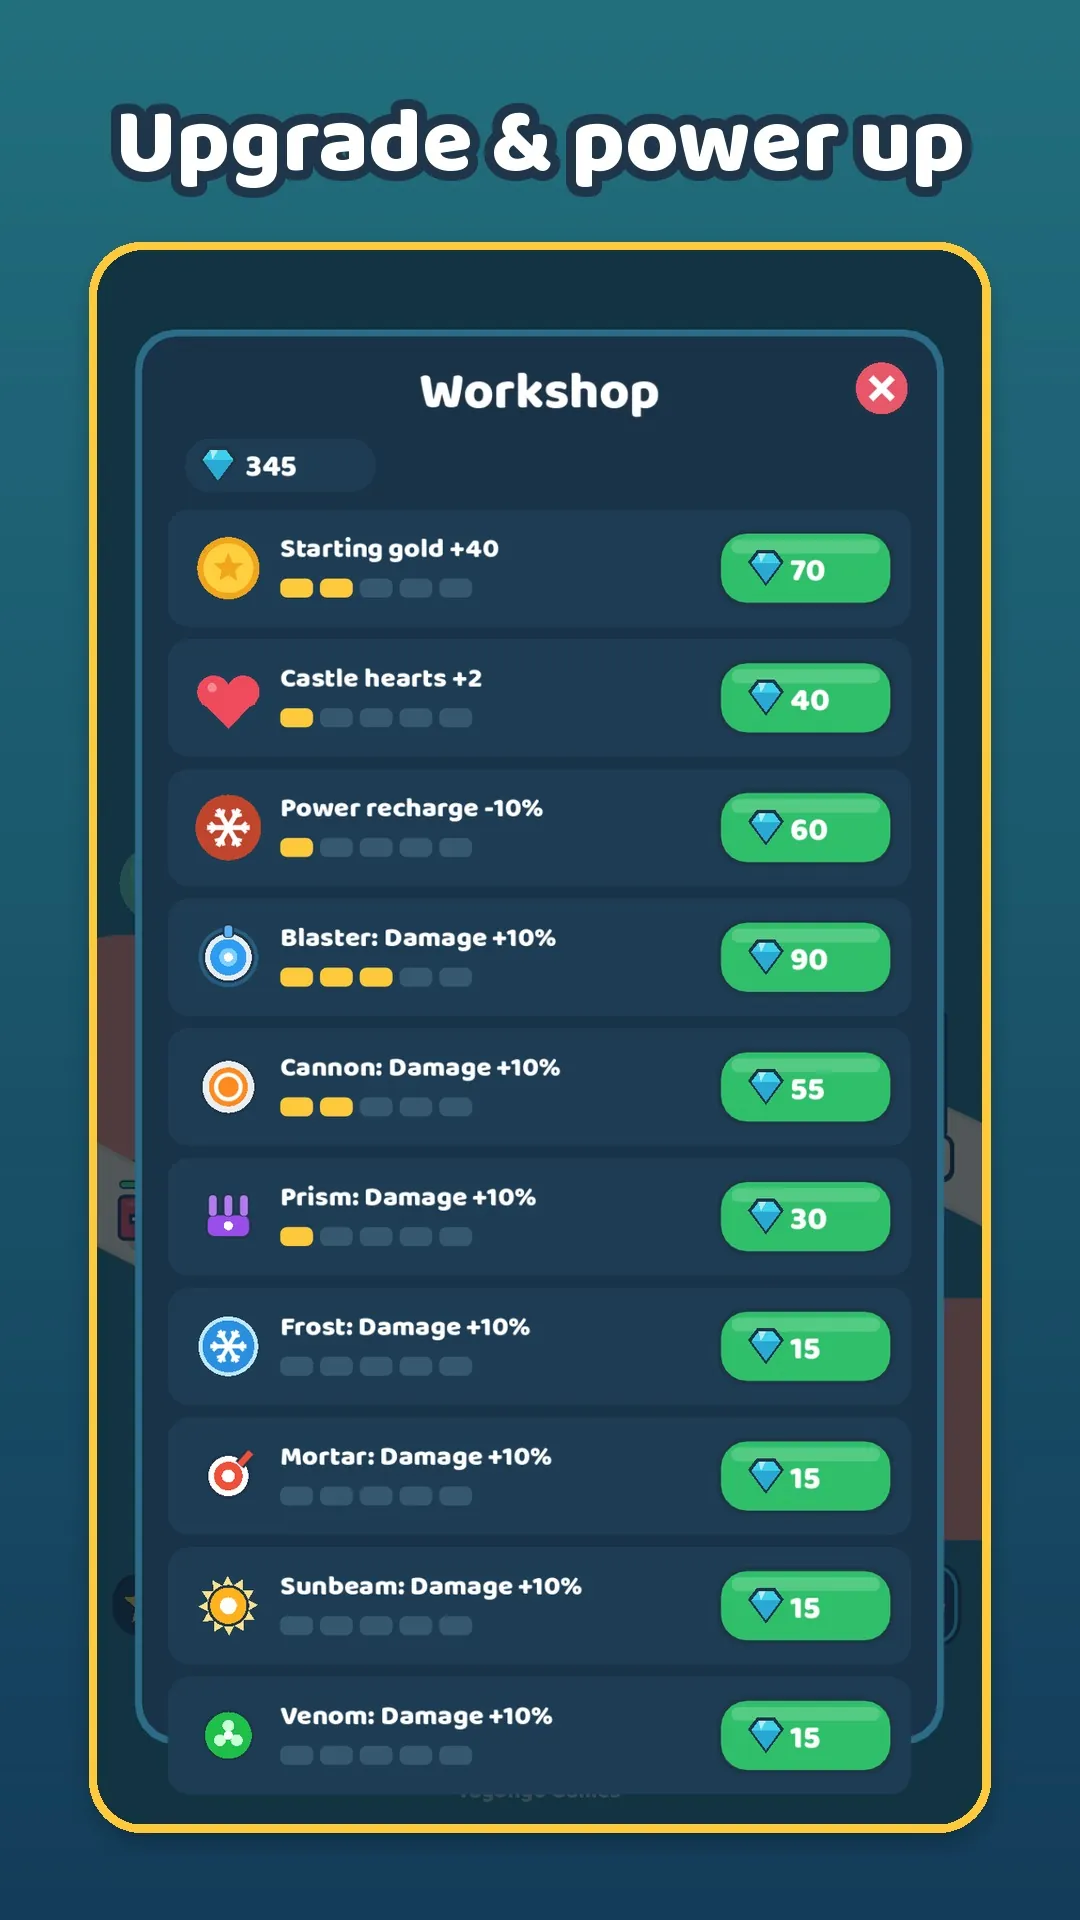 Upgrade & power up
Workshop
345
Starting gold +40
70
Castle hearts +2
40
Power recharge -10%
60
Blaster: Damage +10%
90
Cannon: Damage +10%
55
Prism: Damage +10%
30
Frost: Damage +10%
15
Mortar: Damage +10%
15
Sunbeam: Damage +10%
15
Venom: Damage +10%
15